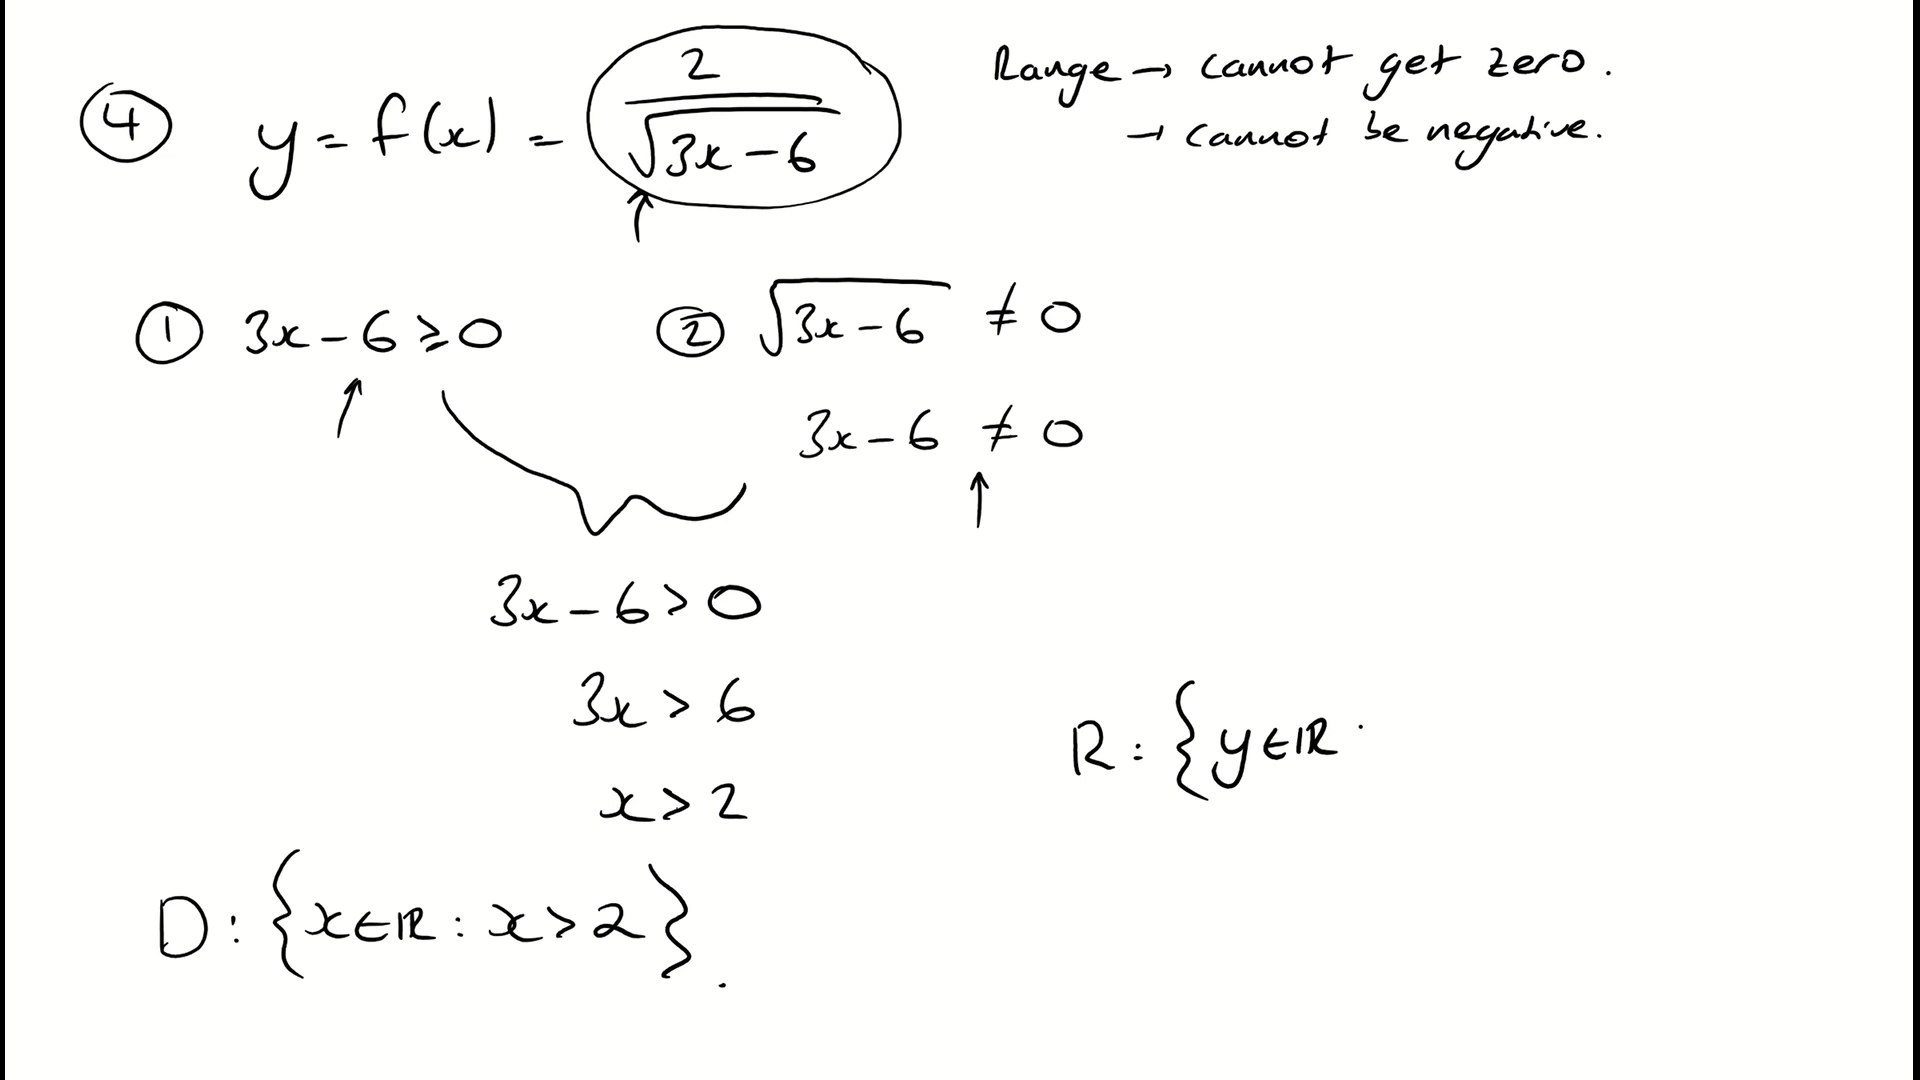 ④ y = f(x) = 2/√(3x-6)
Range → cannot get zero.
→ cannot be negative.
① 3x-6 ≥ 0
② √(3x-6) ≠ 0
3x-6 ≠ 0
3x-6 > 0
3x > 6
x > 2
R : { y∈ℝ :
D : { x∈ℝ : x > 2 } .